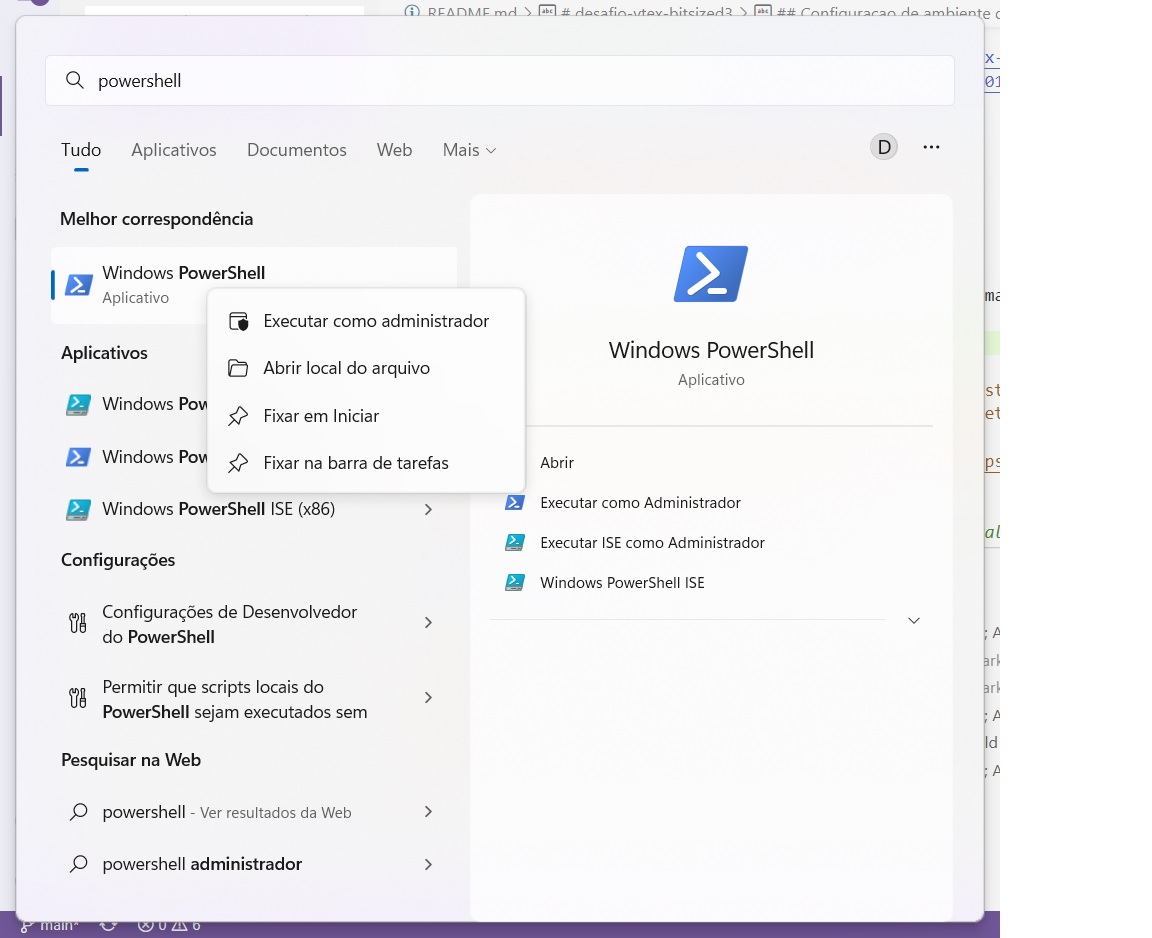 README.md > # desafio-vtex-bitsized3 > ## Configuracao de ambiente
powershell
Tudo Aplicativos Documentos Web Mais D ...
Melhor correspondência
Windows PowerShell
Aplicativo
Executar como administrador
Abrir local do arquivo
Fixar em Iniciar
Fixar na barra de tarefas
Aplicativos
Windows Pow
Windows Pow
Windows PowerShell ISE (x86)
Configurações
Configurações de Desenvolvedor
do PowerShell
Permitir que scripts locais do
PowerShell sejam executados sem
Pesquisar na Web
powershell - Ver resultados da Web
powershell administrador
Windows PowerShell
Aplicativo
Abrir
Executar como Administrador
Executar ISE como Administrador
Windows PowerShell ISE
main* 0 6